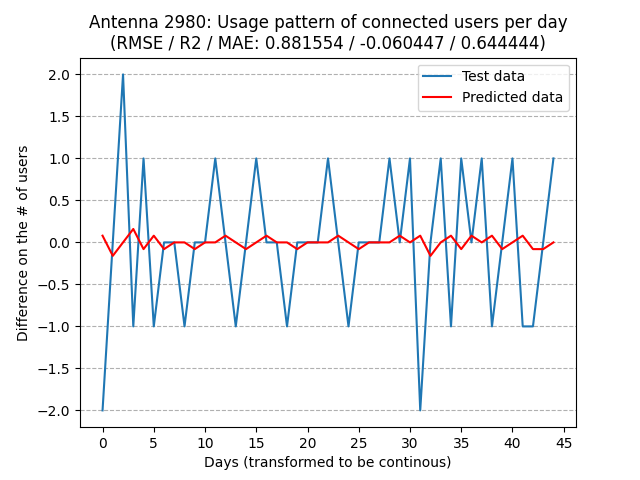 Antenna 2980: Usage pattern of connected users per day
(RMSE / R2 / MAE: 0.881554 / -0.060447 / 0.644444)
Test data
Predicted data
Difference on the # of users
2.0
1.5
1.0
0.5
0.0
−0.5
−1.0
−1.5
−2.0
0 5 10 15 20 25 30 35 40 45
Days (transformed to be continous)